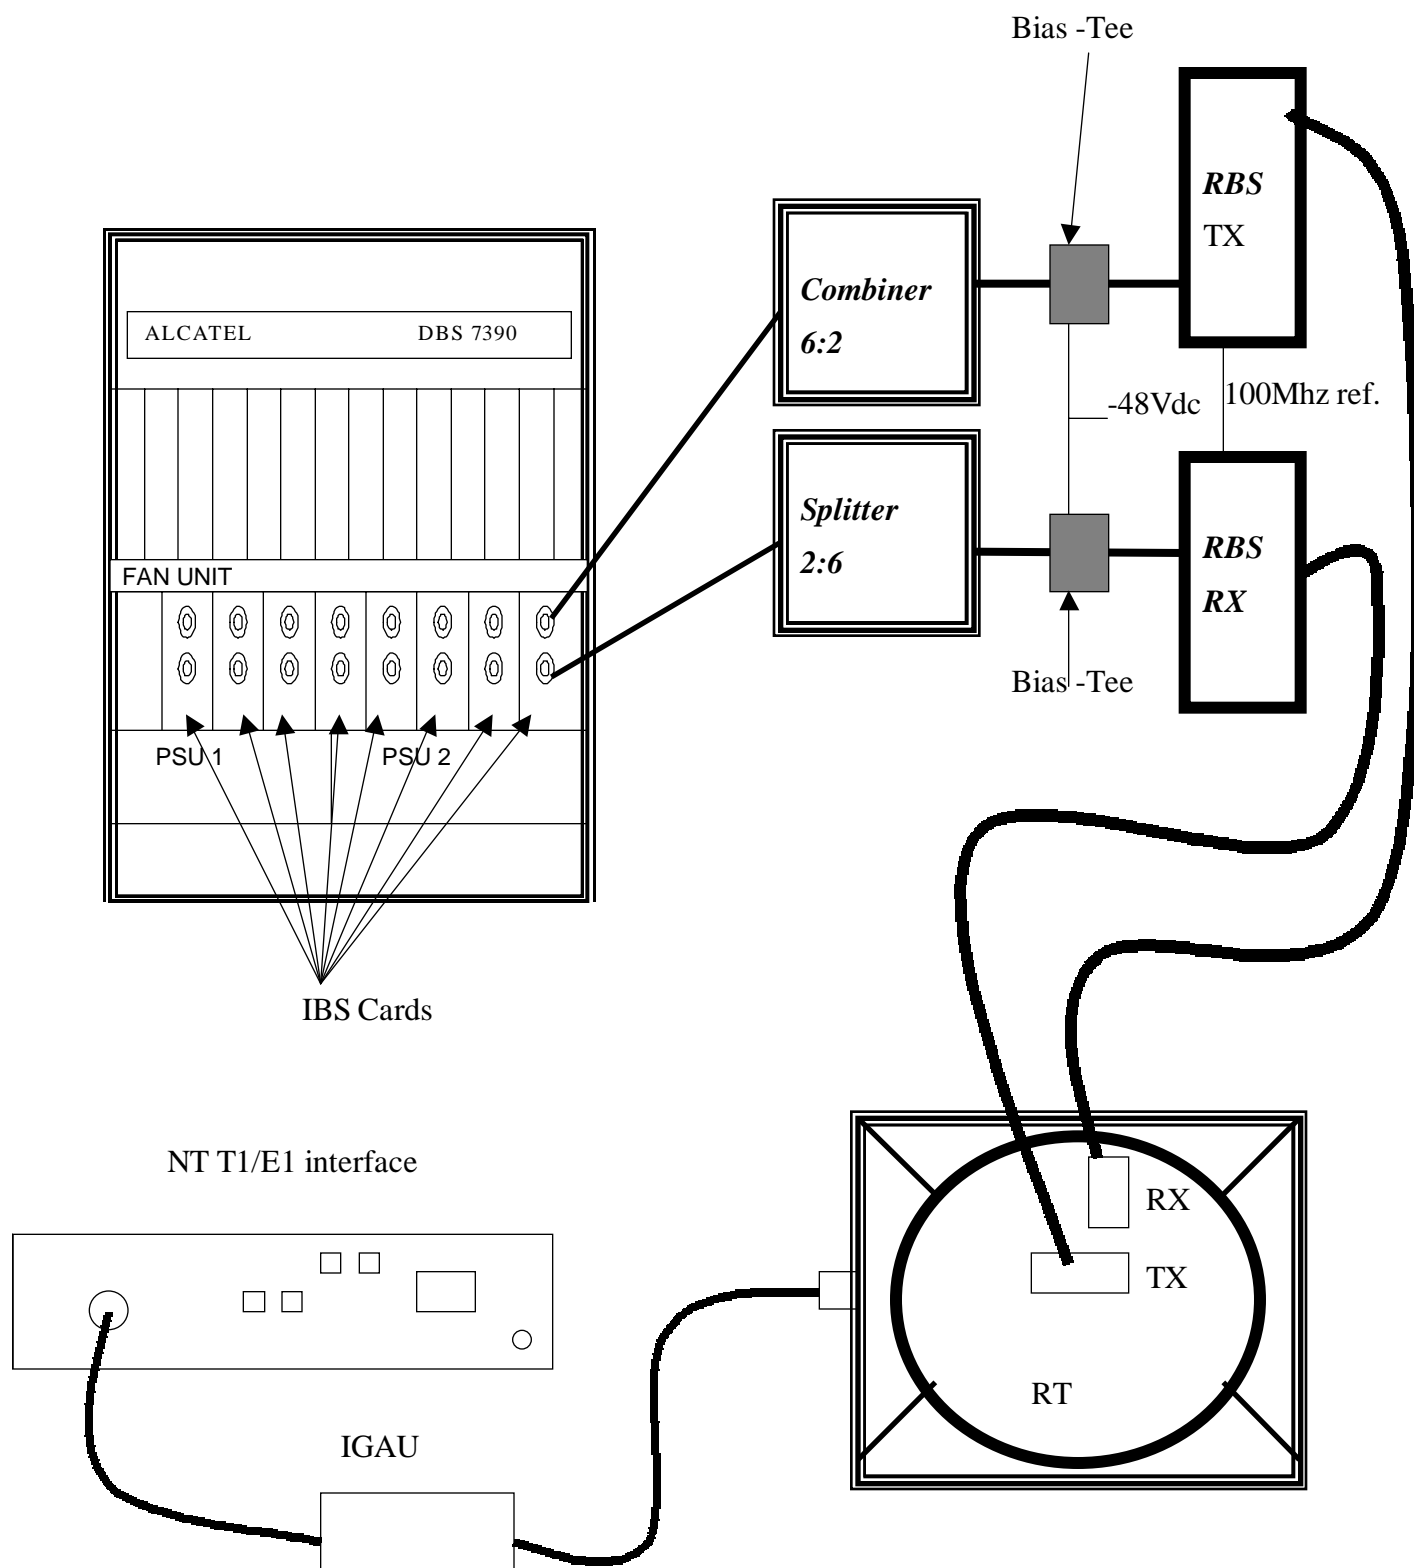 Bias -Tee
RBS
TX
Combiner
6:2
ALCATEL DBS 7390
-48Vdc
100Mhz ref.
Splitter
2:6
RBS
RX
FAN UNIT
Bias -Tee
PSU 1 PSU 2
IBS Cards
NT T1/E1 interface
RX
TX
RT
IGAU